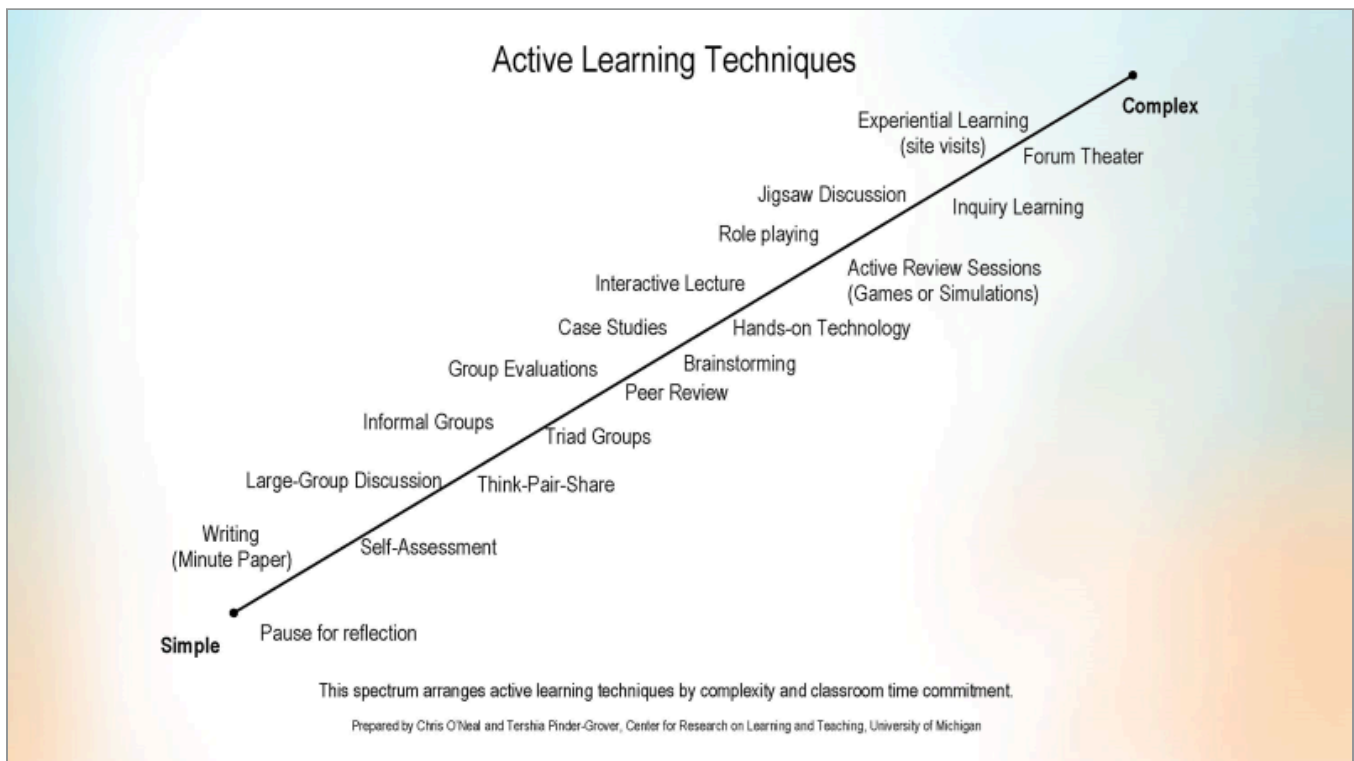 Active Learning Techniques
Complex
Experiential Learning
(site visits)
Forum Theater
Jigsaw Discussion
Inquiry Learning
Role playing
Active Review Sessions
(Games or Simulations)
Interactive Lecture
Case Studies
Hands-on Technology
Group Evaluations
Brainstorming
Peer Review
Informal Groups
Triad Groups
Large-Group Discussion
Think-Pair-Share
Writing
(Minute Paper)
Self-Assessment
Simple
Pause for reflection
This spectrum arranges active learning techniques by complexity and classroom time commitment.
Prepared by Chris O'Neal and Tershia Pinder-Grover, Center for Research on Learning and Teaching, University of Michigan